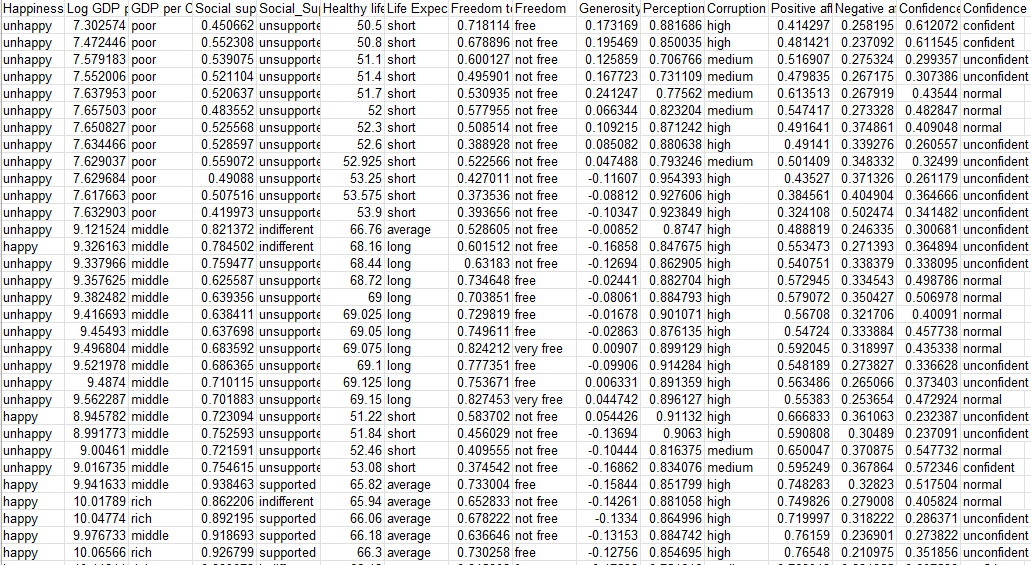 Happiness Log GDP p GDP per C Social sup Social_Su Healthy life Life Expec Freedom to Freedom Generosity Perception Corruption Positive aff Negative a Confidence Confidence
unhappy 7.302574 poor 0.450662 unsupporte 50.5 short 0.718114 free 0.173169 0.881686 high 0.414297 0.258195 0.612072 confident
unhappy 7.472446 poor 0.552308 unsupporte 50.8 short 0.678896 not free 0.195469 0.850035 high 0.481421 0.237092 0.611545 confident
unhappy 7.579183 poor 0.539075 unsupporte 51.1 short 0.600127 not free 0.125859 0.706766 medium 0.516907 0.275324 0.299357 unconfident
unhappy 7.552006 poor 0.521104 unsupporte 51.4 short 0.495901 not free 0.167723 0.731109 medium 0.479835 0.267175 0.307386 unconfident
unhappy 7.637953 poor 0.520637 unsupporte 51.7 short 0.530935 not free 0.241247 0.77562 medium 0.613513 0.267919 0.43544 normal
unhappy 7.657503 poor 0.483552 unsupporte 52 short 0.577955 not free 0.066344 0.823204 medium 0.547417 0.273328 0.482847 normal
unhappy 7.650827 poor 0.525568 unsupporte 52.3 short 0.508514 not free 0.109215 0.871242 high 0.491641 0.374861 0.409048 normal
unhappy 7.634466 poor 0.528597 unsupporte 52.6 short 0.388928 not free 0.085082 0.880638 high 0.49141 0.339276 0.260557 unconfident
unhappy 7.629037 poor 0.559072 unsupporte 52.925 short 0.522566 not free 0.047488 0.793246 medium 0.501409 0.348332 0.32499 unconfident
unhappy 7.629684 poor 0.49088 unsupporte 53.25 short 0.427011 not free -0.11607 0.954393 high 0.43527 0.371326 0.261179 unconfident
unhappy 7.617663 poor 0.507516 unsupporte 53.575 short 0.373536 not free -0.08812 0.927606 high 0.384561 0.404904 0.364666 unconfident
unhappy 7.632903 poor 0.419973 unsupporte 53.9 short 0.393656 not free -0.10347 0.923849 high 0.324108 0.502474 0.341482 unconfident
unhappy 9.121524 middle 0.821372 indifferent 66.76 average 0.528605 not free -0.00852 0.8747 high 0.488819 0.246335 0.300681 unconfident
happy 9.326163 middle 0.784502 indifferent 68.16 long 0.601512 not free -0.16858 0.847675 high 0.553473 0.271393 0.364894 unconfident
unhappy 9.337966 middle 0.759477 unsupporte 68.44 long 0.63183 not free -0.12694 0.862905 high 0.540751 0.338379 0.338095 unconfident
unhappy 9.357625 middle 0.625587 unsupporte 68.72 long 0.734648 free -0.02441 0.882704 high 0.572945 0.334543 0.498786 normal
unhappy 9.382482 middle 0.639356 unsupporte 69 long 0.703851 free -0.08061 0.884793 high 0.579072 0.350427 0.506978 normal
unhappy 9.416693 middle 0.638411 unsupporte 69.025 long 0.729819 free -0.01678 0.901071 high 0.56708 0.321706 0.40091 normal
unhappy 9.45493 middle 0.637698 unsupporte 69.05 long 0.749611 free -0.02863 0.876135 high 0.54724 0.333884 0.457738 normal
unhappy 9.496804 middle 0.683592 unsupporte 69.075 long 0.824212 very free 0.00907 0.899129 high 0.592045 0.318997 0.435338 normal
unhappy 9.521978 middle 0.686365 unsupporte 69.1 long 0.777351 free -0.09906 0.914284 high 0.548189 0.273827 0.336628 unconfident
unhappy 9.4874 middle 0.710115 unsupporte 69.125 long 0.753671 free 0.006331 0.891359 high 0.563486 0.265066 0.373403 unconfident
unhappy 9.562287 middle 0.701883 unsupporte 69.15 long 0.827453 very free 0.044742 0.896127 high 0.55383 0.253654 0.472924 normal
happy 8.945782 middle 0.723094 unsupporte 51.22 short 0.583702 not free 0.054426 0.91132 high 0.666833 0.361063 0.232387 unconfident
unhappy 8.991773 middle 0.752593 unsupporte 51.84 short 0.456029 not free -0.13694 0.9063 high 0.590808 0.30489 0.237091 unconfident
unhappy 9.00461 middle 0.721591 unsupporte 52.46 short 0.409555 not free -0.10444 0.816375 medium 0.650047 0.370875 0.547732 normal
unhappy 9.016735 middle 0.754615 unsupporte 53.08 short 0.374542 not free -0.16862 0.834076 medium 0.595249 0.367864 0.572346 confident
happy 9.941633 middle 0.938463 supported 65.82 average 0.733004 free -0.15844 0.851799 high 0.748283 0.32823 0.517504 normal
happy 10.01789 rich 0.862206 indifferent 65.94 average 0.652833 not free -0.14261 0.881058 high 0.749826 0.279008 0.405824 normal
happy 10.04774 rich 0.892195 supported 66.06 average 0.678222 not free -0.1334 0.864996 high 0.719997 0.318222 0.286371 unconfident
happy 9.976733 middle 0.918693 supported 66.18 average 0.636646 not free -0.13153 0.884742 high 0.76159 0.236901 0.273822 unconfident
happy 10.06566 rich 0.926799 supported 66.3 average 0.730258 free -0.12756 0.854695 high 0.76548 0.210975 0.351856 unconfident